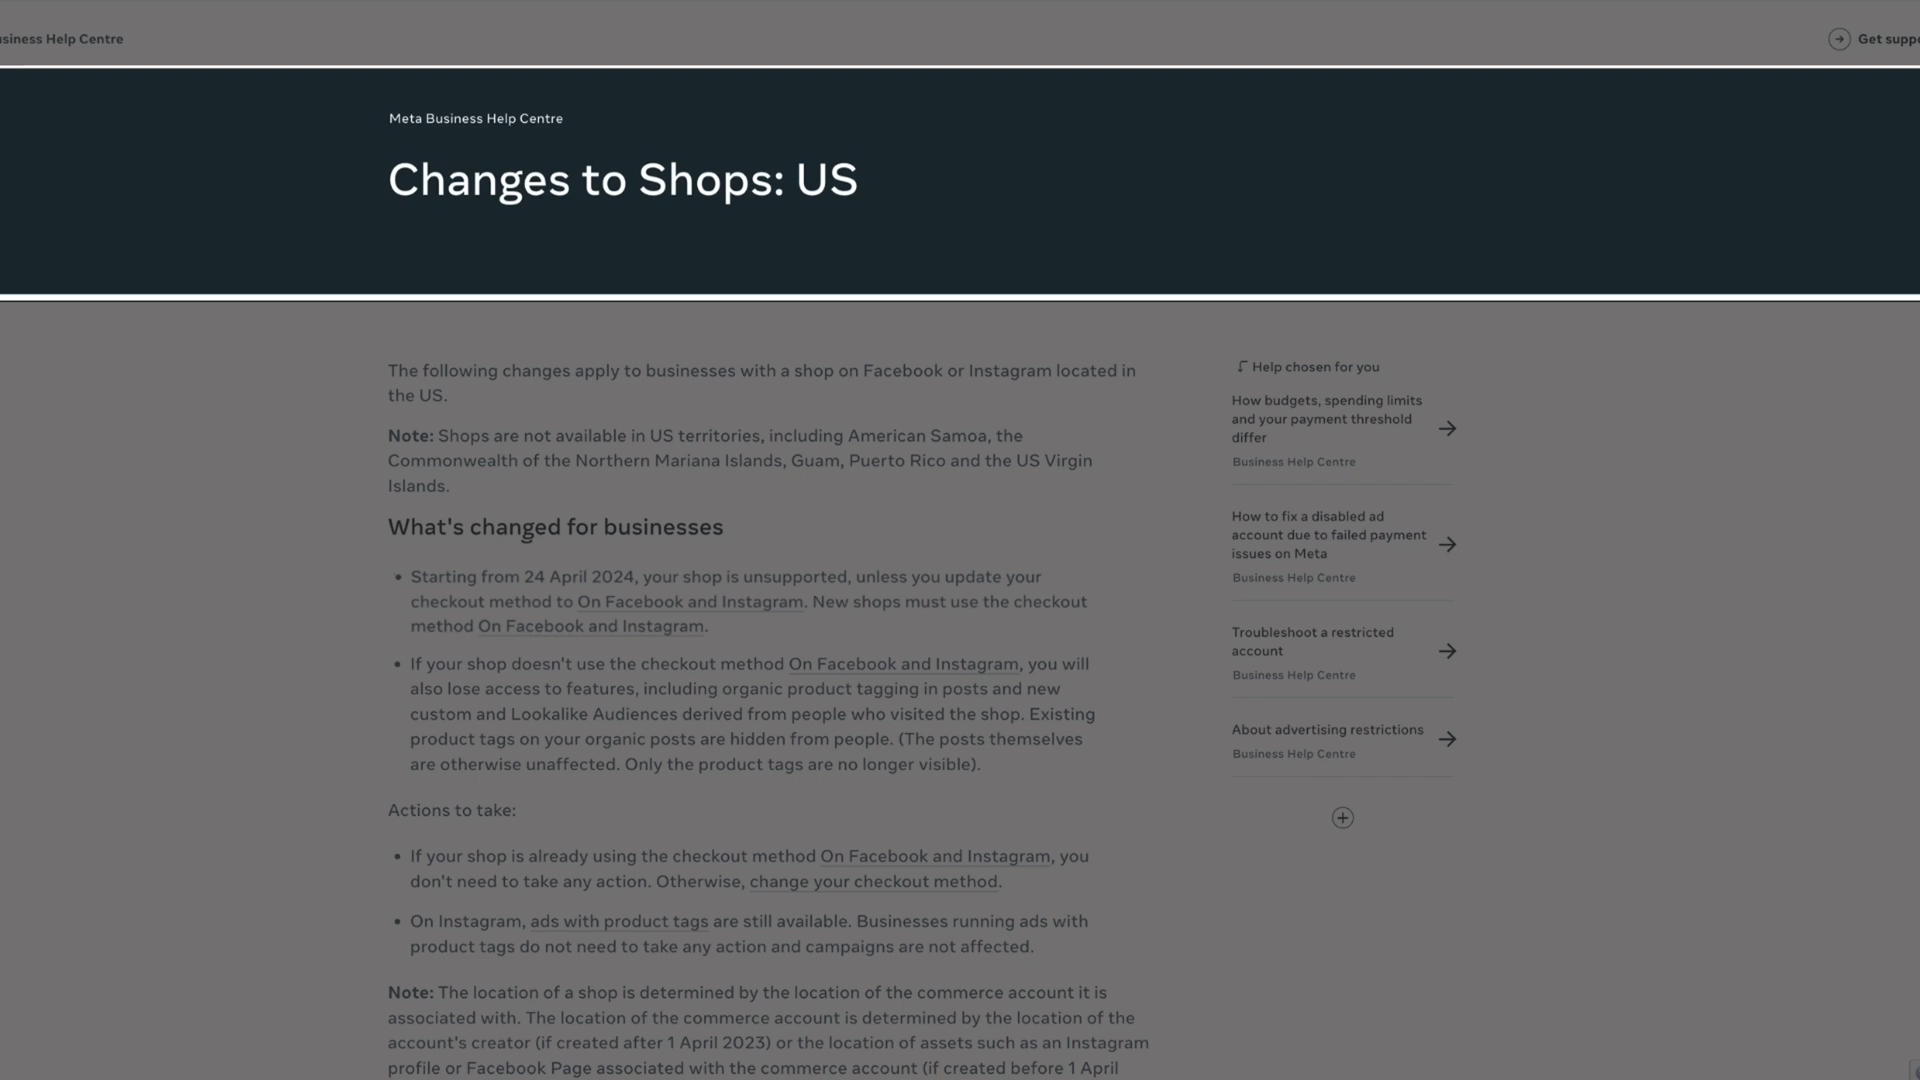 Help Centre
Get
Meta Business Help Centre
Changes to Shops: US
The following changes apply to businesses with a shop on Facebook or Instagram located in
the US.
Note: Shops are not available in US territories, including American Samoa, the
Commonwealth of the Northern Mariana Islands, Guam, Puerto Rico and the US Virgin
Islands.
What's changed for businesses
• Starting from 24 April 2024, your shop is unsupported, unless you update your
checkout method to On Facebook and Instagram. New shops must use the checkout
method On Facebook and Instagram.
• If your shop doesn't use the checkout method On Facebook and Instagram, you will
also lose access to features, including organic product tagging in posts and new
custom and Lookalike Audiences derived from people who visited the shop. Existing
product tags on your organic posts are hidden from people. (The posts themselves
are otherwise unaffected. Only the product tags are no longer visible).
Actions to take:
• If your shop is already using the checkout method On Facebook and Instagram, you
don't need to take any action. Otherwise, change your checkout method.
• On Instagram, ads with product tags are still available. Businesses running ads with
product tags do not need to take any action and campaigns are not affected.
Note: The location of a shop is determined by the location of the commerce account it is
associated with. The location of the commerce account is determined by the location of the
account's creator (if created after 1 April 2023) or the location of assets such as an Instagram
profile or Facebook Page associated with the commerce account (if created before 1 April
Help chosen for you
How budgets, spending limits
and your payment threshold
differ
Business Help Centre
How to fix a disabled ad
account due to failed payment
issues on Meta
Business Help Centre
Troubleshoot a restricted
account
Business Help Centre
About advertising restrictions
Business Help Centre